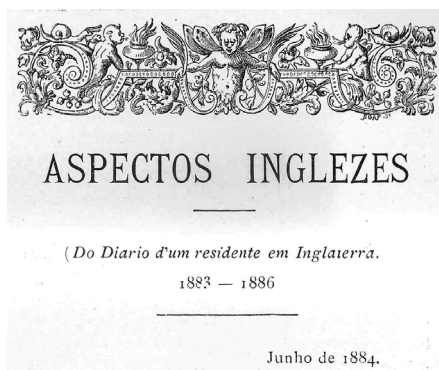 ASPECTOS INGLEZES
(Do Diario d'um residente em Inglaterra.
1883 — 1886
Junho de 1884.